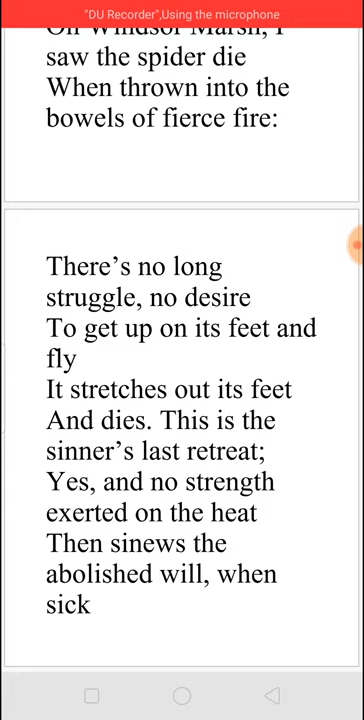 "DU Recorder",Using the microphone
On Windsor Marsh, I
saw the spider die
When thrown into the
bowels of fierce fire:
There's no long
struggle, no desire
To get up on its feet and
fly
It stretches out its feet
And dies. This is the
sinner's last retreat;
Yes, and no strength
exerted on the heat
Then sinews the
abolished will, when
sick